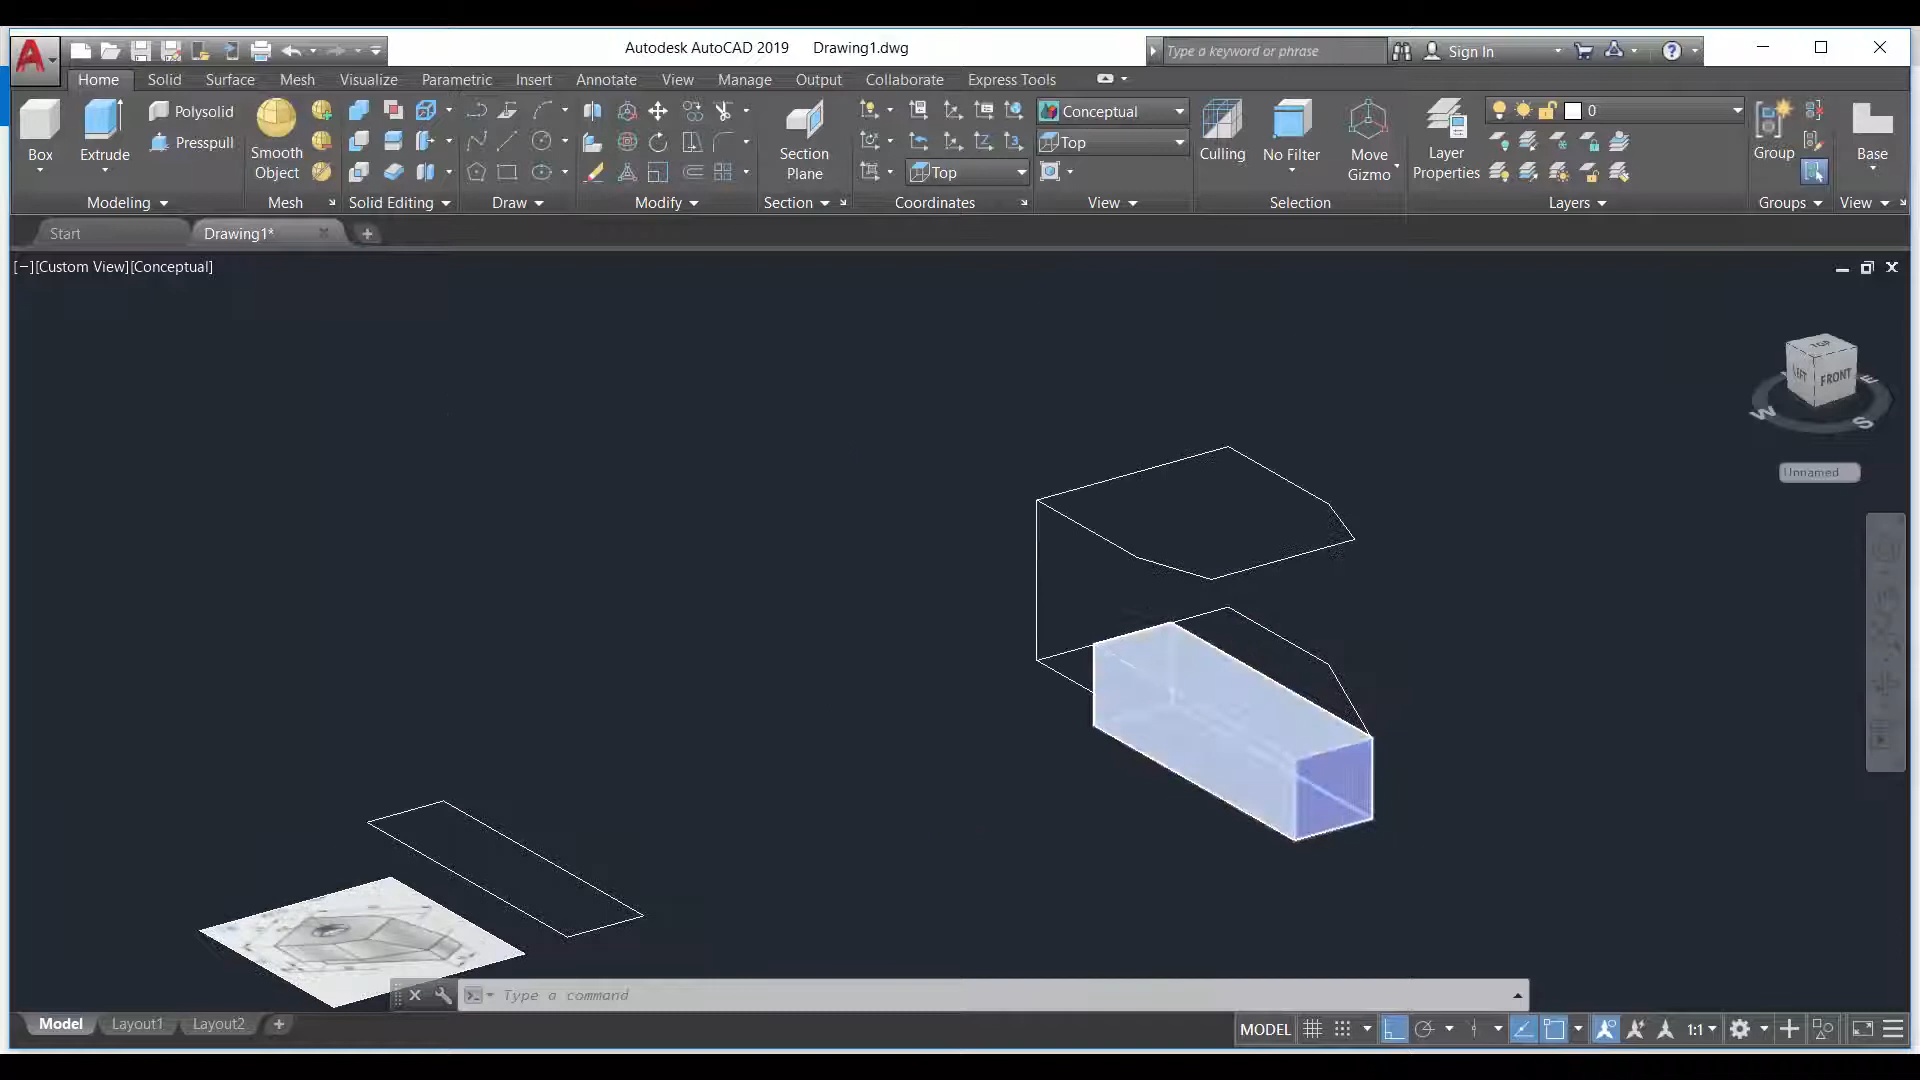 Autodesk AutoCAD 2019 Drawing1.dwg
Type a keyword or phrase
Sign In
Home Solid Surface Mesh Visualize Parametric Insert Annotate View Manage Output Collaborate Express Tools
Box
Extrude
Polysolid
Presspull
Modeling
Smooth
Object
Mesh
Solid Editing
Draw
Modify
Section
Plane
Section
Top
Coordinates
Conceptual
Top
View
Culling
No Filter
Move
Gizmo
Selection
Layer
Properties
0
Layers
Group
Groups
Base
View
Start
Drawing1*
[−][Custom View][Conceptual]
TOP
LEFT
FRONT
W
S
E
Unnamed
Type a command
Model Layout1 Layout2
MODEL
1:1